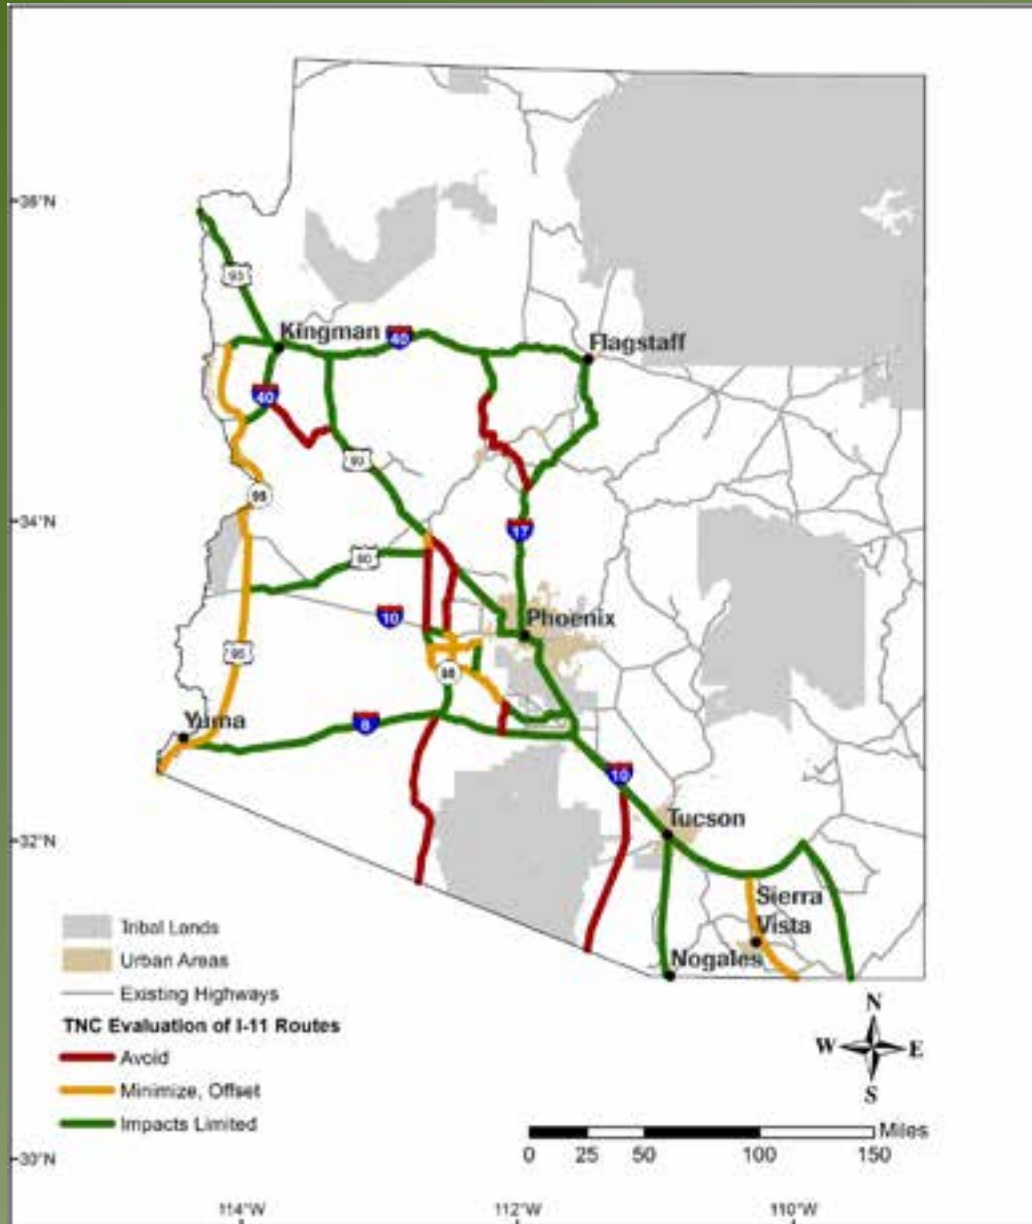 36°N
93
Kingman
40
Flagstaff
40
93
34°N
17
60
10
Phoenix
95
Yuma
8
10
Tucson
32°N
Sierra
Vista
Nogales
Tribal Lands
Urban Areas
Existing Highways
TNC Evaluation of I-11 Routes
Avoid
Minimize, Offset
Impacts Limited
N
W E
S
Miles
0 25 50 100 150
30°N
114°W 112°W 110°W